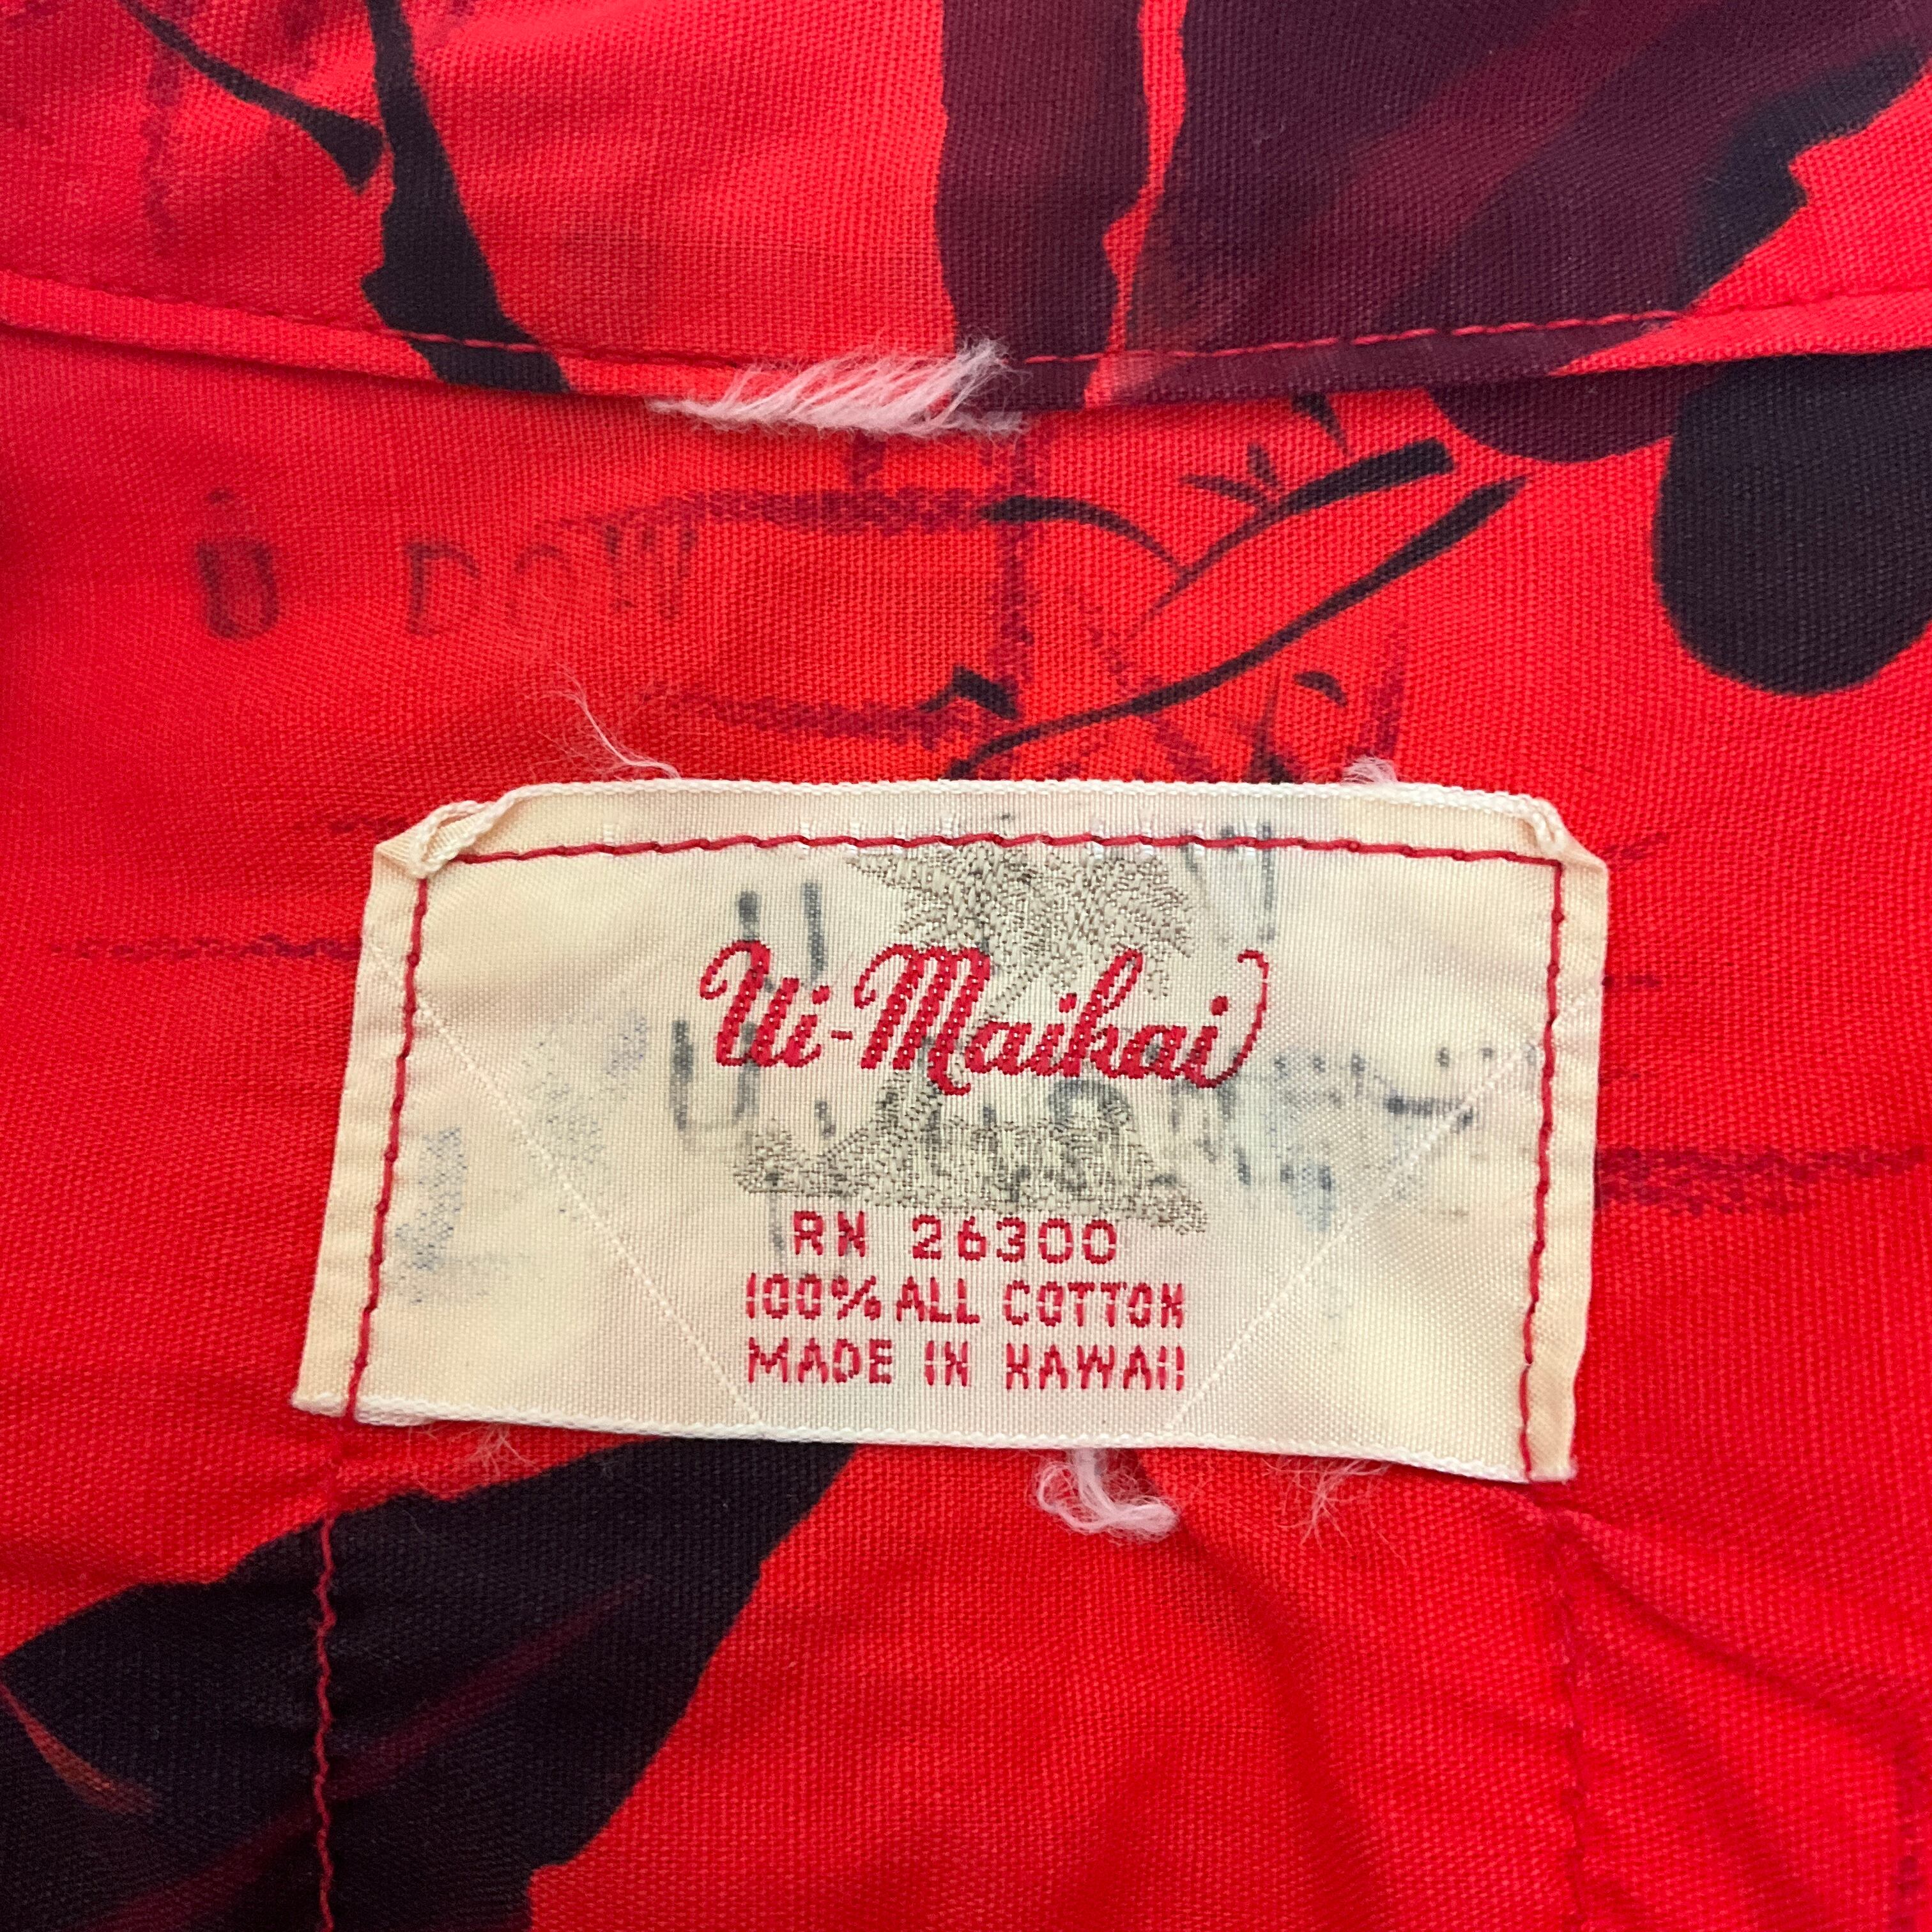 Ui-Maikai
RN 26300
100% ALL COTTON
MADE IN HAWAII